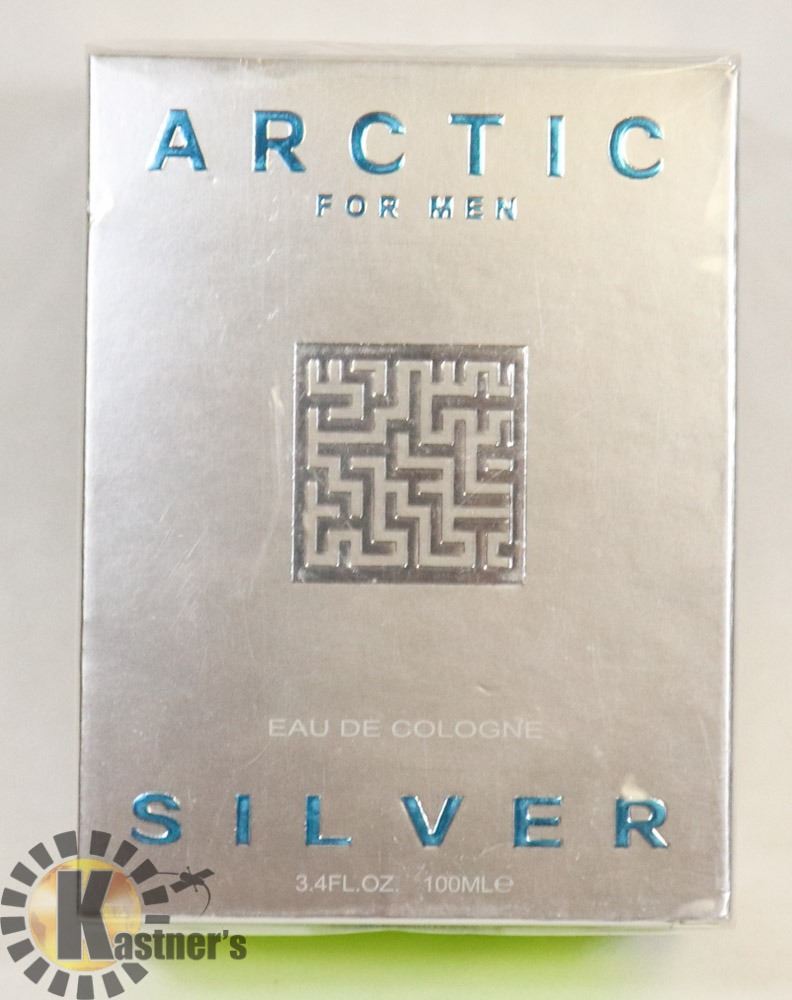 ARCTIC
FOR MEN
EAU DE COLOGNE
SILVER
3.4FL.OZ. 100ML℮
Kastner's